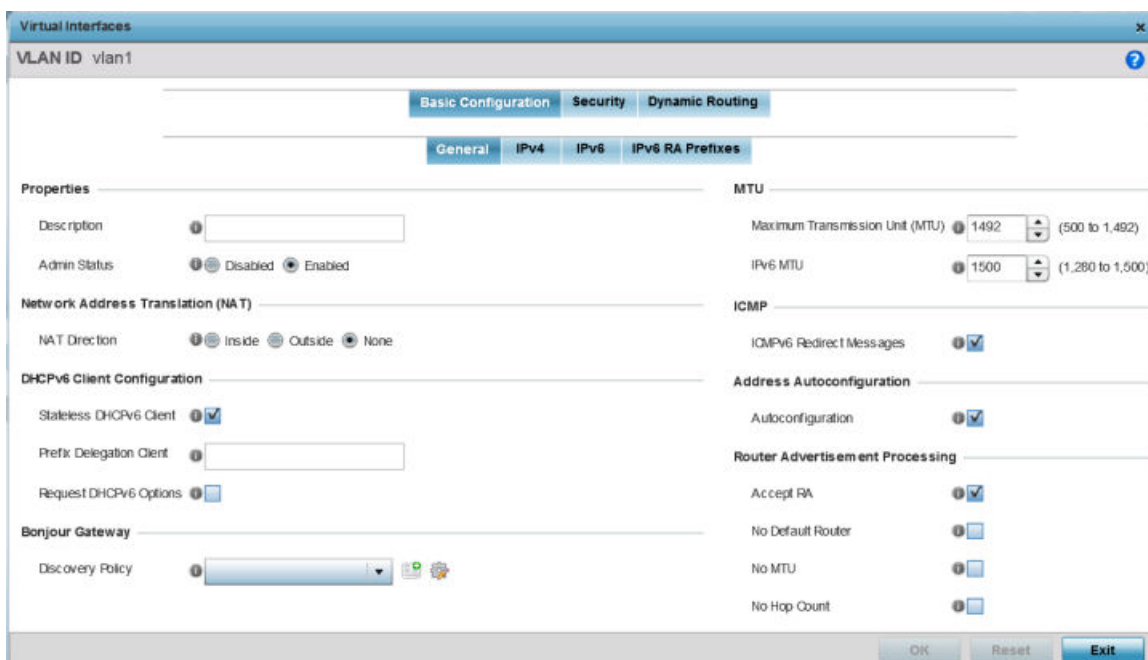 Virtual Interfaces
VLAN ID vlan1
Basic Configuration Security Dynamic Routing
General IPv4 IPv6 IPv6 RA Prefixes
Properties
Description
Admin Status Disabled Enabled
Network Address Translation (NAT)
NAT Direction Inside Outside None
DHCPv6 Client Configuration
Stateless DHCPv6 Client
Prefix Delegation Client
Request DHCPv6 Options
Bonjour Gateway
Discovery Policy
MTU
Maximum Transmission Unit (MTU) 1492 (500 to 1,492)
IPv6 MTU 1500 (1,280 to 1,500)
ICMP
ICMPv6 Redirect Messages
Address Autoconfiguration
Autoconfiguration
Router Advertisement Processing
Accept RA
No Default Router
No MTU
No Hop Count
OK Reset Exit